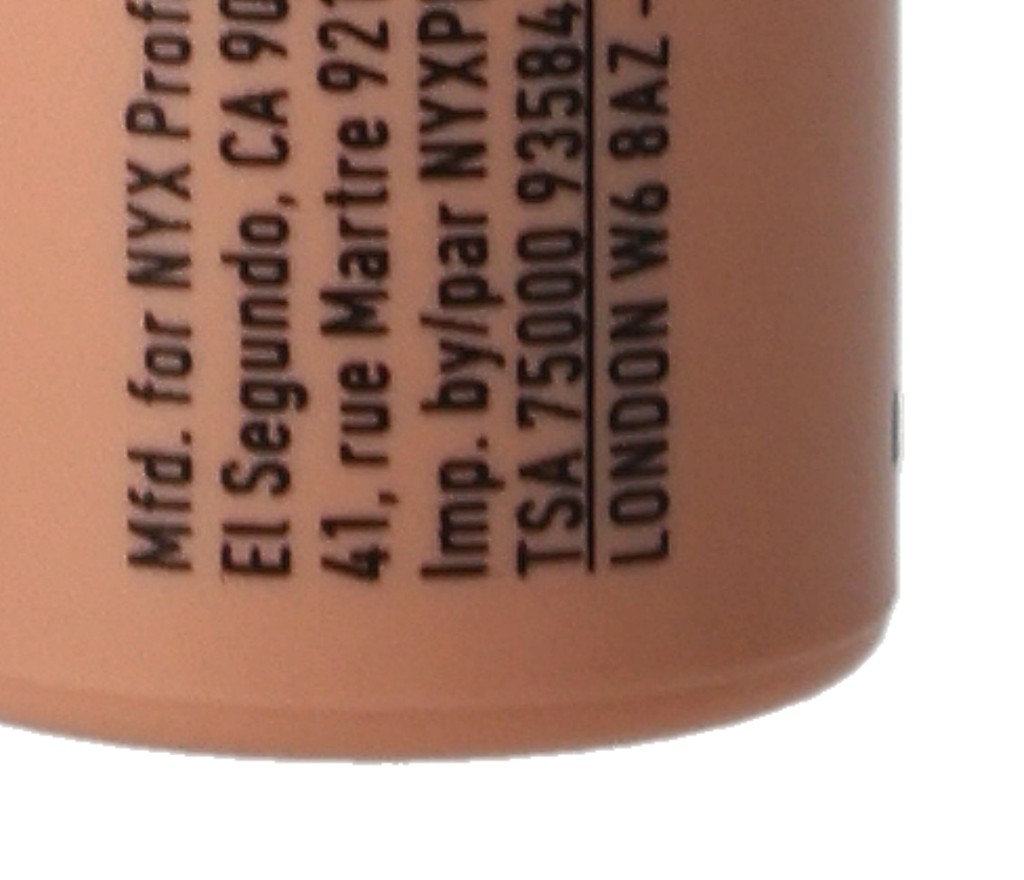 Mfd. for NYX Prof
El Segundo, CA 90
41, rue Martre 921
Imp. by/par NYXP
TSA 75000 93584
LONDON W6 8AZ -